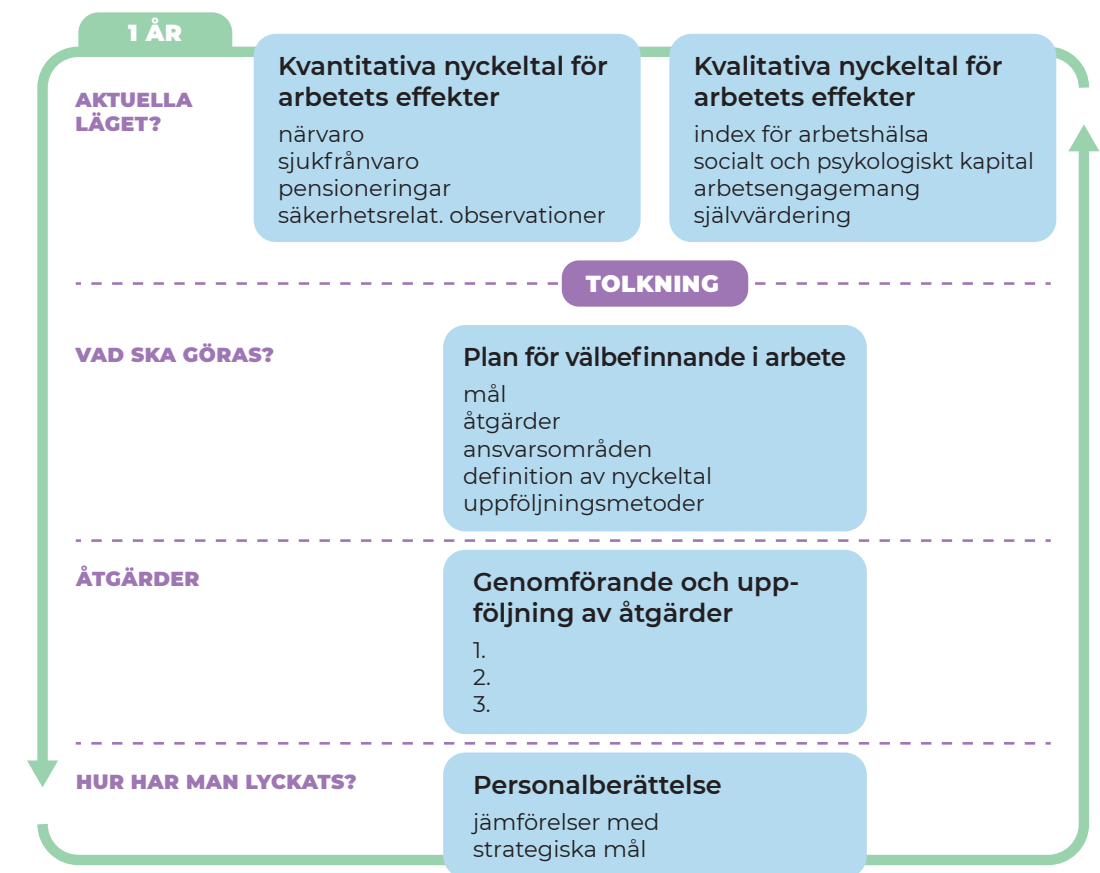 1 ÅR
AKTUELLA
LÄGET?
Kvantitativa nyckeltal för
arbetets effekter
närvaro
sjukfrånvaro
pensioneringar
säkerhetsrelat. observationer
Kvalitativa nyckeltal för
arbetets effekter
index för arbetshälsa
socialt och psykologiskt kapital
arbetsengagemang
självvärdering
TOLKNING
VAD SKA GÖRAS?
Plan för välbefinnande i arbete
mål
åtgärder
ansvarsområden
definition av nyckeltal
uppföljningsmetoder
ÅTGÄRDER
Genomförande och upp-
följning av åtgärder
1.
2.
3.
HUR HAR MAN LYCKATS?
Personalberättelse
jämförelser med
strategiska mål